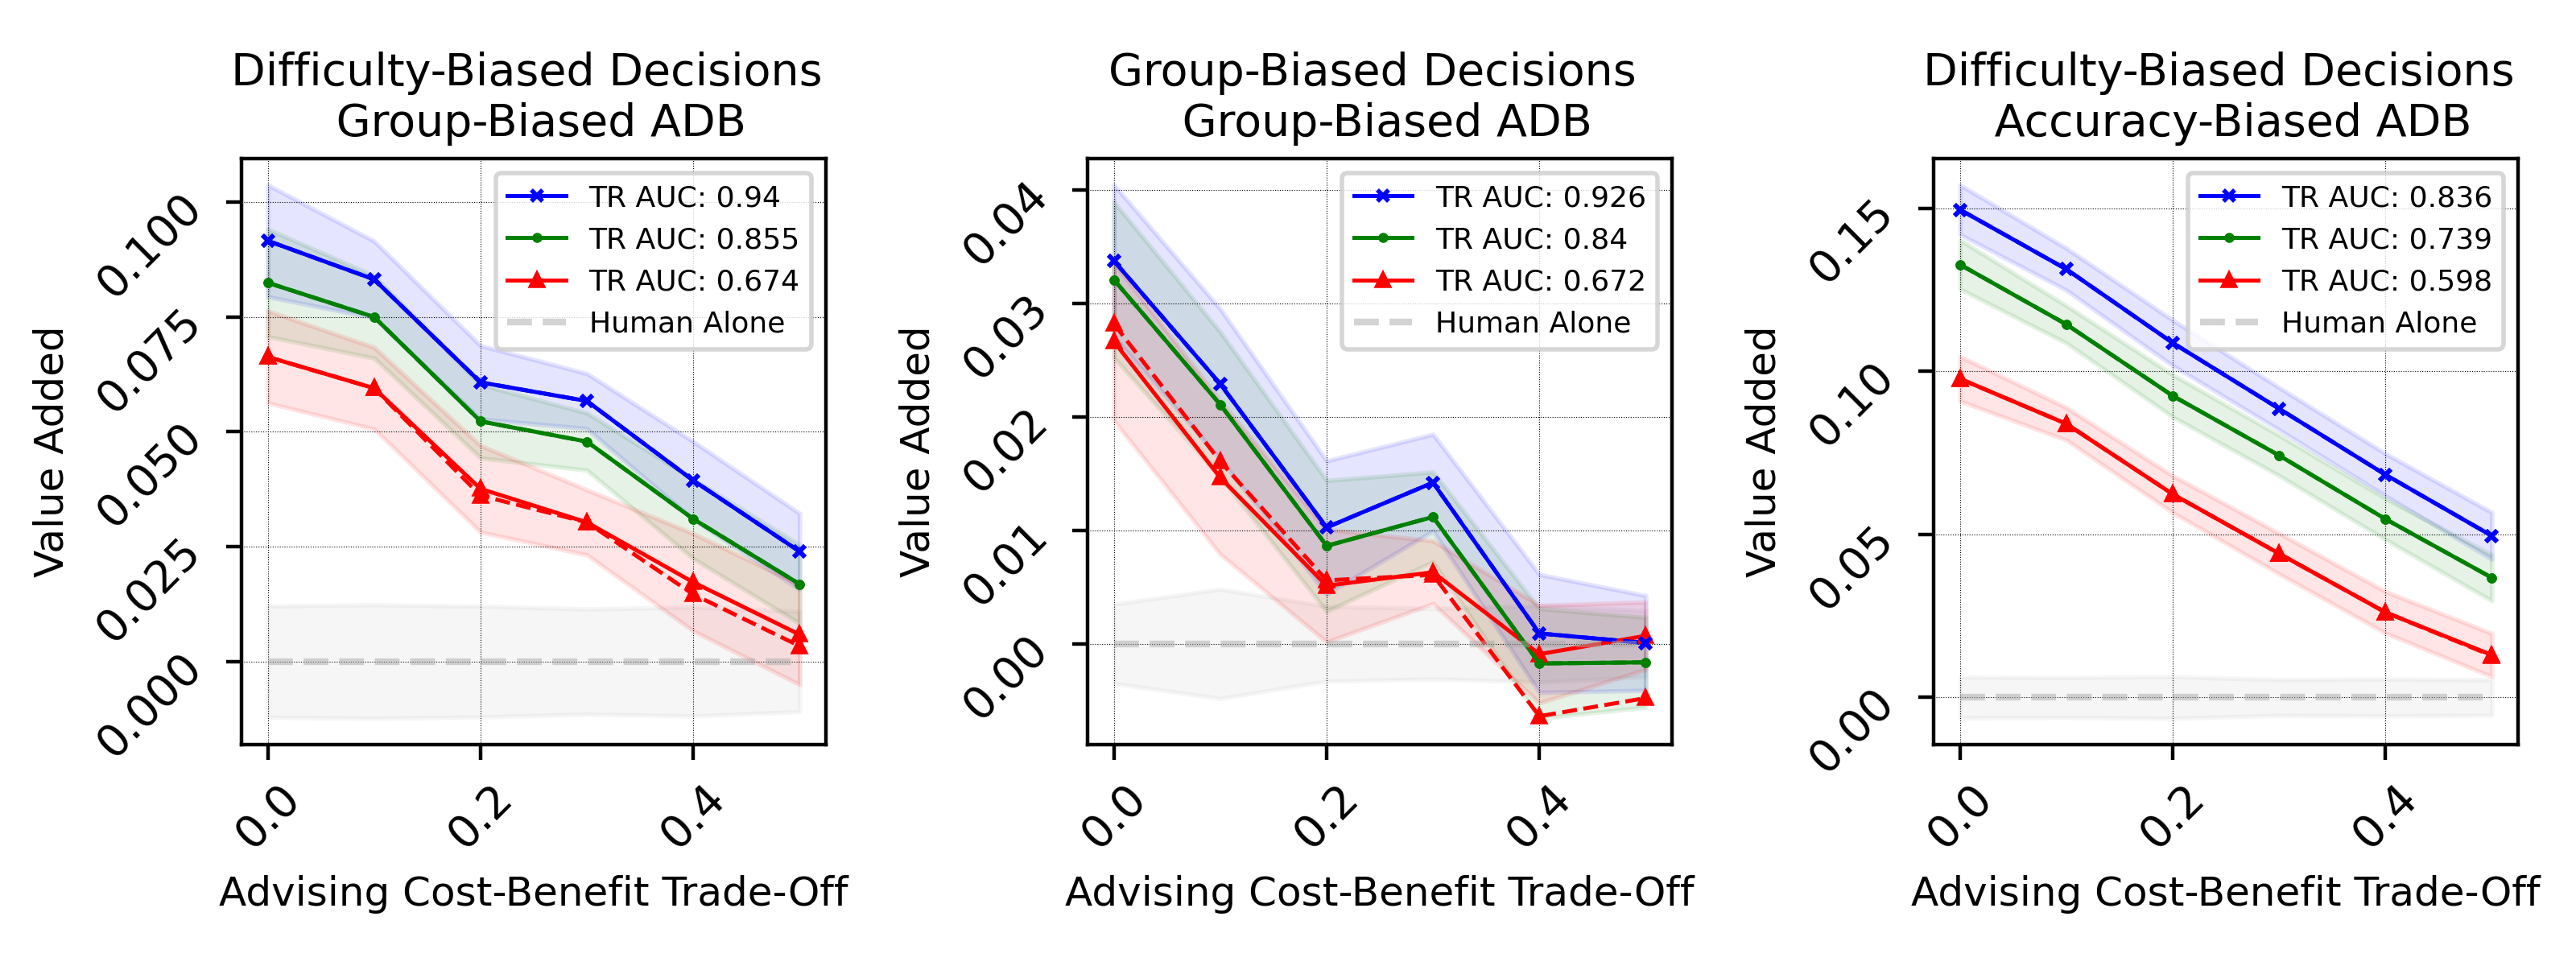 Difficulty-Biased Decisions
Group-Biased ADB
Value Added
0.100
0.075
0.050
0.025
0.000
TR AUC: 0.94
TR AUC: 0.855
TR AUC: 0.674
Human Alone
0.0
0.2
0.4
Advising Cost-Benefit Trade-Off
Group-Biased Decisions
Group-Biased ADB
Value Added
0.04
0.03
0.02
0.01
0.00
TR AUC: 0.926
TR AUC: 0.84
TR AUC: 0.672
Human Alone
0.0
0.2
0.4
Advising Cost-Benefit Trade-Off
Difficulty-Biased Decisions
Accuracy-Biased ADB
Value Added
0.15
0.10
0.05
0.00
TR AUC: 0.836
TR AUC: 0.739
TR AUC: 0.598
Human Alone
0.0
0.2
0.4
Advising Cost-Benefit Trade-Off